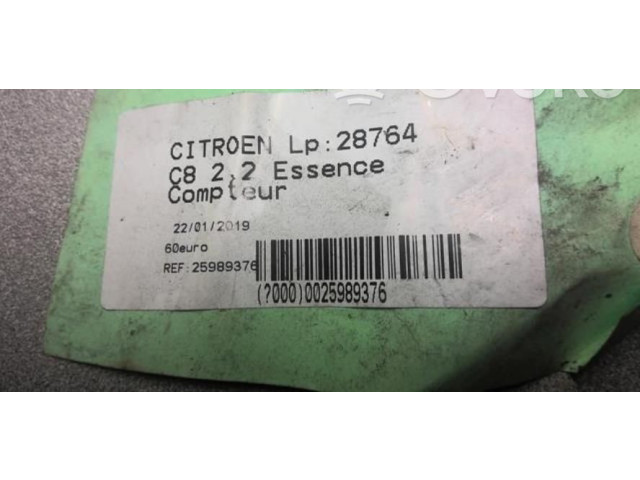 CITROEN Lp:28764
C8 2.2 Essence
Compteur
22/01/2019
60euro
REF:25989376
(?000)0025989376